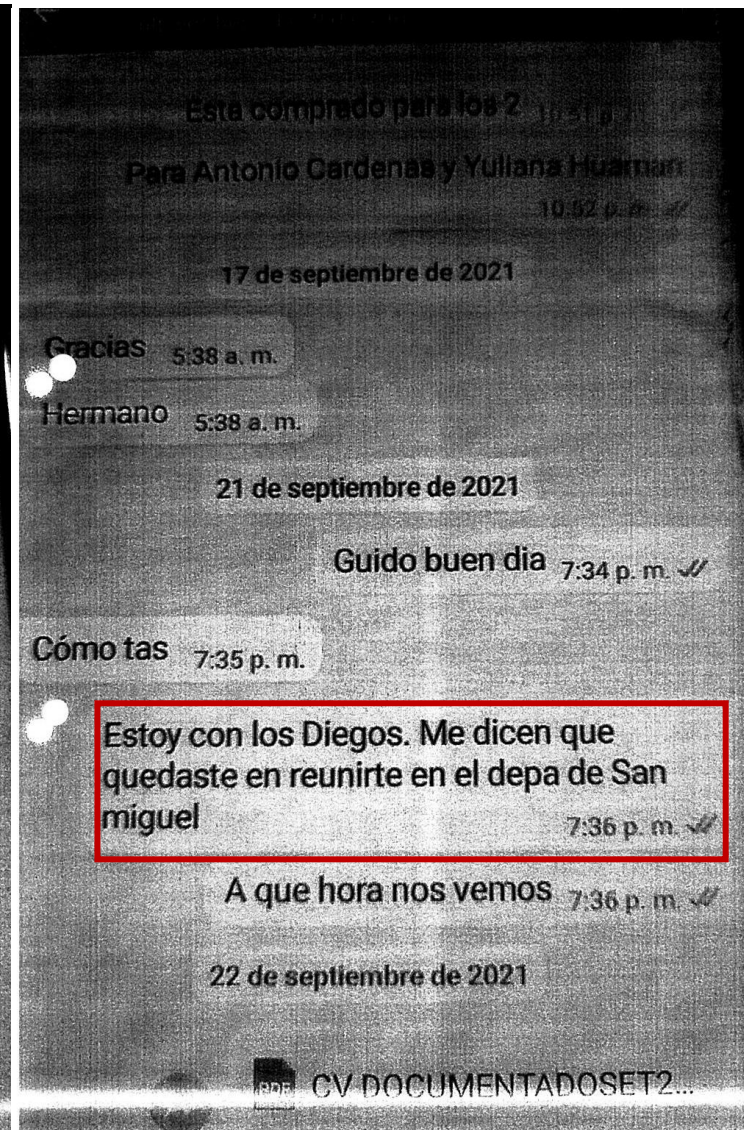 Esta comprado para los 2 10:51 p. m.
Para Antonio Cardenas y Yuliana Huaman
10:52 p. m.
17 de septiembre de 2021
Gracias 5:38 a. m.
Hermano 5:38 a. m.
21 de septiembre de 2021
Guido buen dia 7:34 p. m.
Cómo tas 7:35 p. m.
Estoy con los Diegos. Me dicen que
quedaste en reunirte en el depa de San
miguel 7:36 p. m.
A que hora nos vemos 7:36 p. m.
22 de septiembre de 2021
PDF CV DOCUMENTADOSET2...